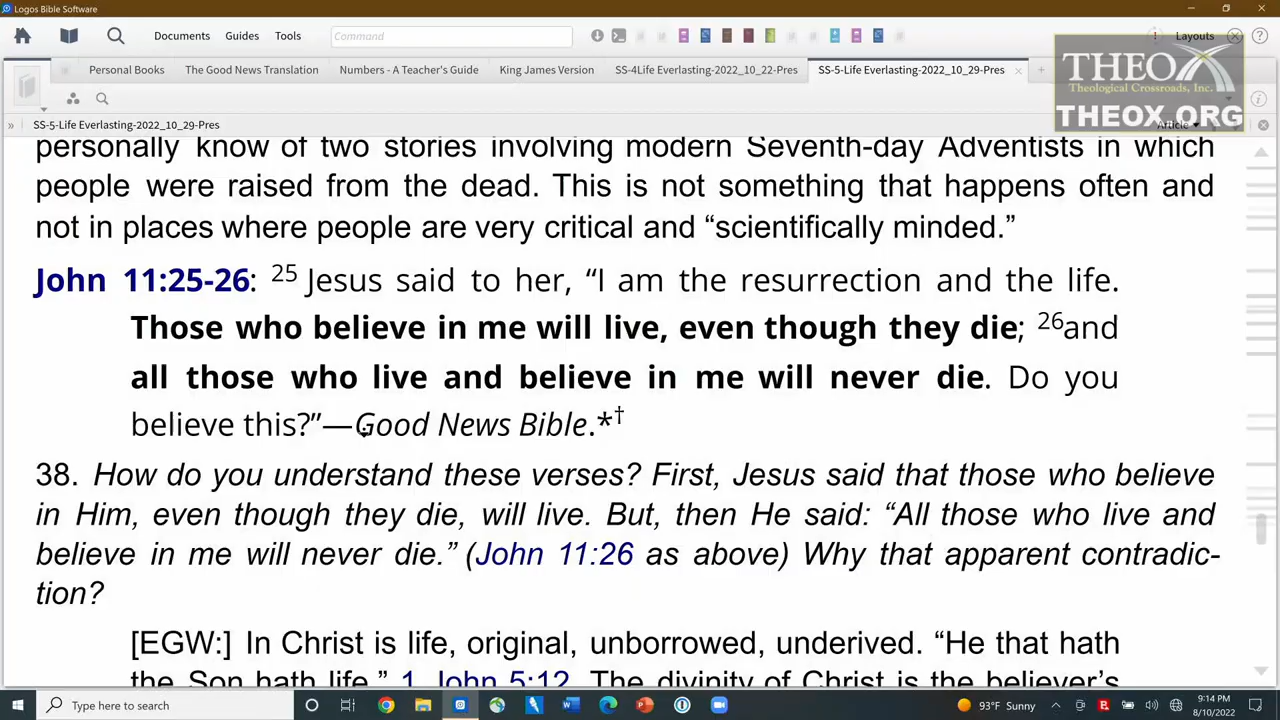 Logos Bible Software
Documents Guides Tools Command Layouts
Personal Books The Good News Translation Numbers - A Teacher's Guide King James Version SS-4Life Everlasting-2022_10_22-Pres SS-5-Life Everlasting-2022_10_29-Pres
THEOX
Theological Crossroads, Inc.
THEOX.ORG
SS-5-Life Everlasting-2022_10_29-Pres Article
personally know of two stories involving modern Seventh-day Adventists in which
people were raised from the dead. This is not something that happens often and
not in places where people are very critical and “scientifically minded.”
John 11:25-26: 25 Jesus said to her, “I am the resurrection and the life.
Those who believe in me will live, even though they die; 26and
all those who live and believe in me will never die. Do you
believe this?”—Good News Bible.*†
38. How do you understand these verses? First, Jesus said that those who believe
in Him, even though they die, will live. But, then He said: “All those who live and
believe in me will never die.” (John 11:26 as above) Why that apparent contradic-
tion?
[EGW:] In Christ is life, original, unborrowed, underived. “He that hath
the Son hath life.” 1 John 5:12. The divinity of Christ is the believer’s
Type here to search 93°F Sunny 9:14 PM
8/10/2022